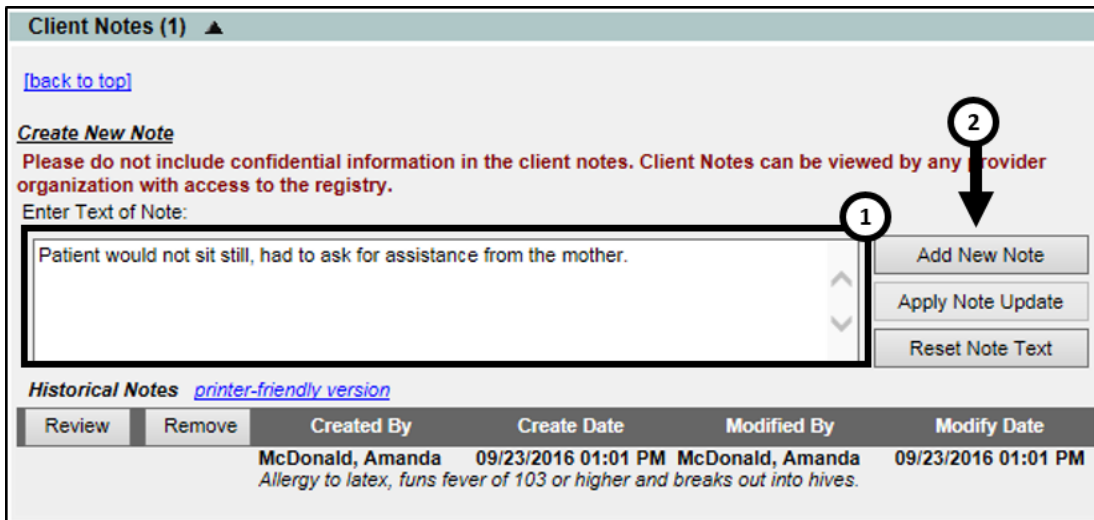 Client Notes (1) ▲
[back to top]
Create New Note
Please do not include confidential information in the client notes. Client Notes can be viewed by any provider
organization with access to the registry.
Enter Text of Note:
2
1
Patient would not sit still, had to ask for assistance from the mother.
Add New Note
Apply Note Update
Reset Note Text
Historical Notes printer-friendly version
Review Remove Created By Create Date Modified By Modify Date
McDonald, Amanda 09/23/2016 01:01 PM McDonald, Amanda 09/23/2016 01:01 PM
Allergy to latex, funs fever of 103 or higher and breaks out into hives.